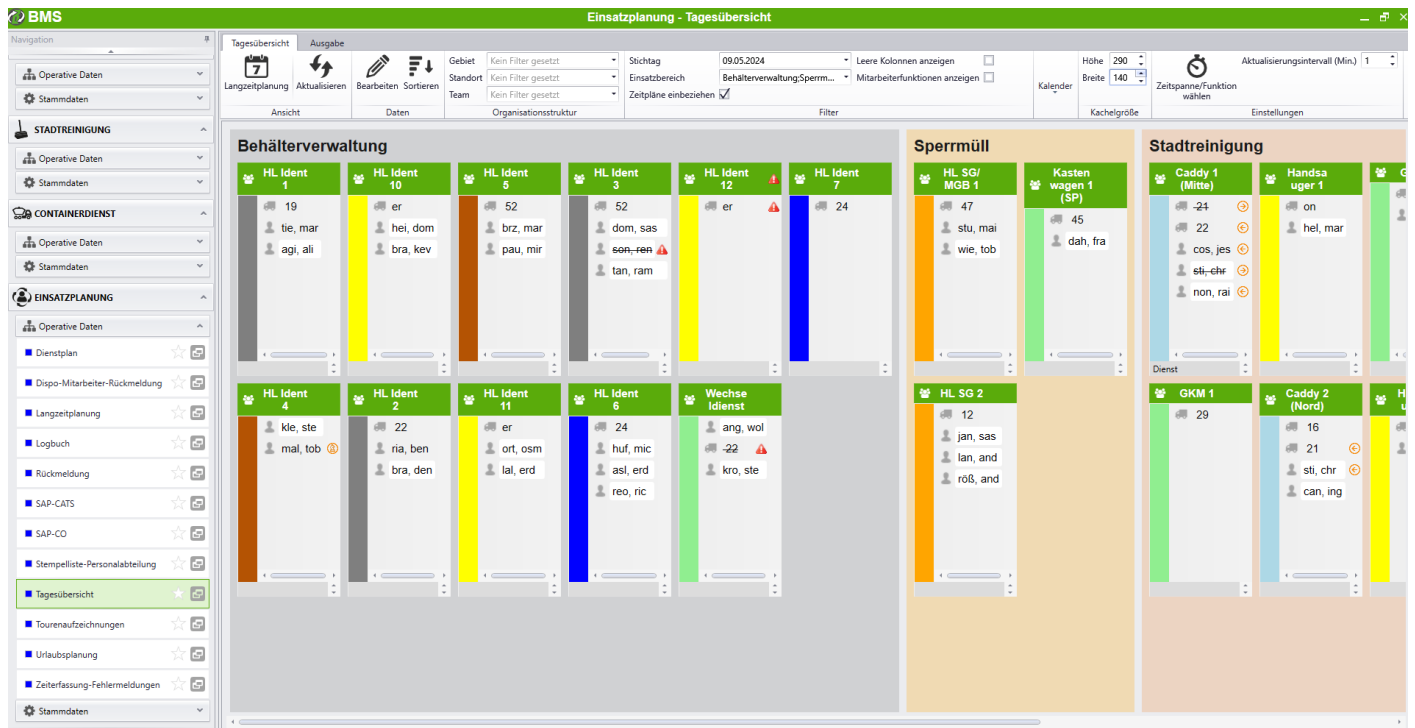 BMS
Einsatzplanung - Tagesübersicht
Navigation
Operative Daten
Stammdaten
STADTREINIGUNG
Operative Daten
Stammdaten
CONTAINERDIENST
Operative Daten
Stammdaten
EINSATZPLANUNG
Operative Daten
Dienstplan
Dispo-Mitarbeiter-Rückmeldung
Langzeitplanung
Logbuch
Rückmeldung
SAP-CATS
SAP-CO
Stempelliste-Personalabteilung
Tagesübersicht
Tourenaufzeichnungen
Urlaubsplanung
Zeiterfassung-Fehlermeldungen
Stammdaten
Tagesübersicht Ausgabe
7
Langzeitplanung Aktualisieren
Ansicht
Bearbeiten Sortieren
Daten
Gebiet Kein Filter gesetzt
Standort Kein Filter gesetzt
Team Kein Filter gesetzt
Organisationsstruktur
Stichtag 09.05.2024
Einsatzbereich Behälterverwaltung;Sperrm...
Zeitpläne einbeziehen
Leere Kolonnen anzeigen
Mitarbeiterfunktionen anzeigen
Filter
Kalender
Höhe 290
Breite 140
Kachelgröße
Zeitspanne/Funktion
wählen
Aktualisierungsintervall (Min.) 1
Einstellungen
Behälterverwaltung
HL Ident
1
19
tie, mar
agi, ali
HL Ident
10
er
hei, dom
bra, kev
HL Ident
5
52
brz, mar
pau, mir
HL Ident
3
52
dom, sas
son, ren
tan, ram
HL Ident
12
er
HL Ident
7
24
HL Ident
4
kle, ste
mal, tob
HL Ident
2
22
ria, ben
bra, den
HL Ident
11
er
ort, osm
lal, erd
HL Ident
6
24
huf, mic
asl, erd
reo, ric
Wechse
ldienst
ang, wol
22
kro, ste
Sperrmüll
HL SG/
MGB 1
47
stu, mai
wie, tob
Kasten
wagen 1
(SP)
45
dah, fra
HL SG 2
12
jan, sas
lan, and
röß, and
Stadtreinigung
Caddy 1
(Mitte)
21
22
cos, jes
sti, chr
non, rai
Dienst
Handsa
uger 1
on
hel, mar
G
GKM 1
29
Caddy 2
(Nord)
16
21
sti, chr
can, ing
H
u